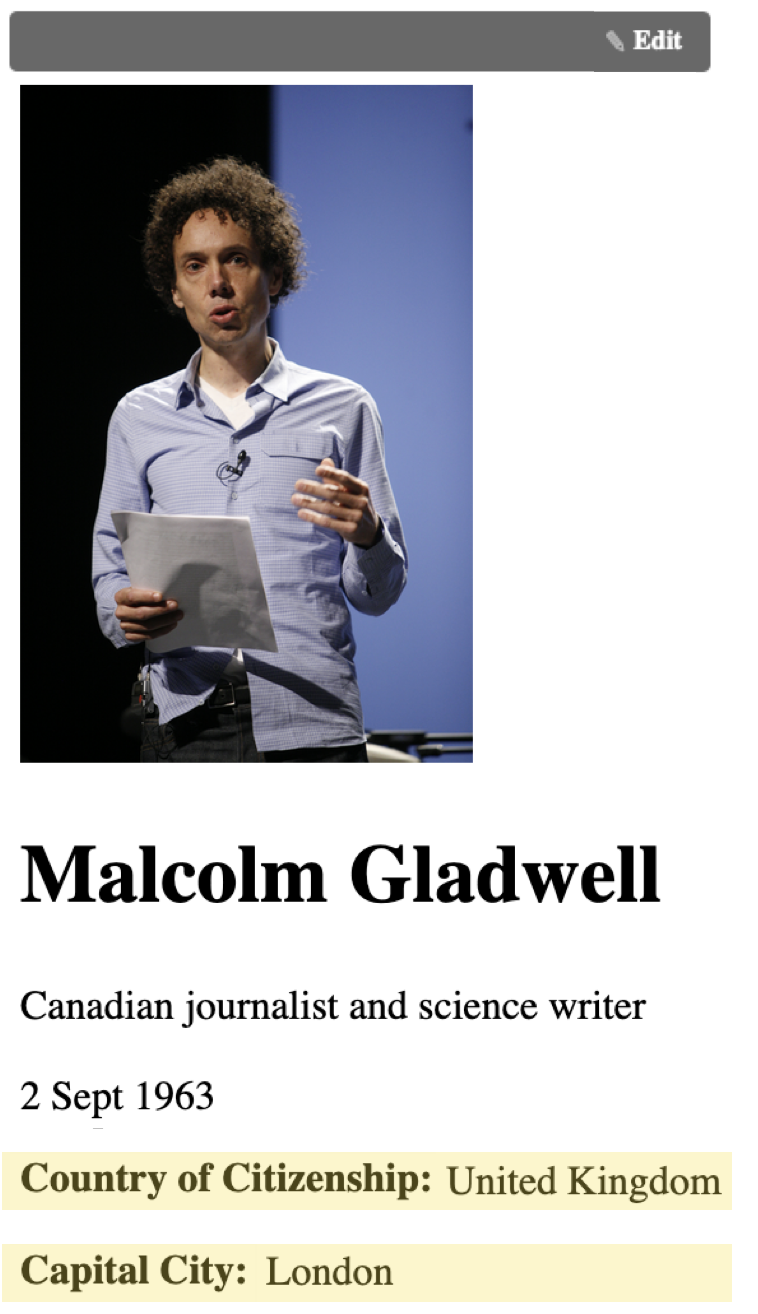 Edit
Malcolm Gladwell
Canadian journalist and science writer
2 Sept 1963
Country of Citizenship: United Kingdom
Capital City: London